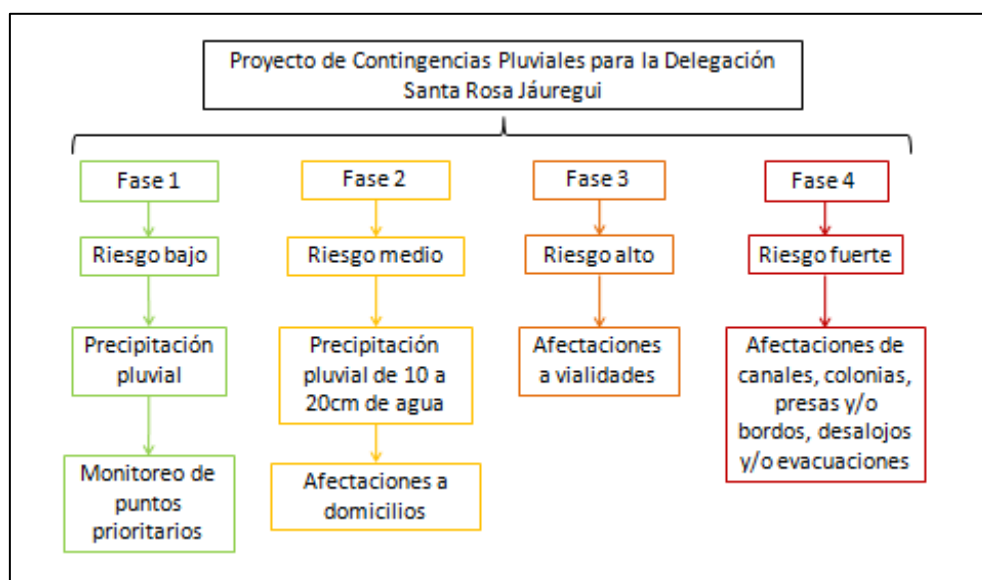 Proyecto de Contingencias Pluviales para la Delegación
Santa Rosa Jáuregui
Fase 1
Riesgo bajo
Precipitación
pluvial
Monitoreo de
puntos
prioritarios
Fase 2
Riesgo medio
Precipitación
pluvial de 10 a
20cm de agua
Afectaciones a
domicilios
Fase 3
Riesgo alto
Afectaciones
a vialidades
Fase 4
Riesgo fuerte
Afectaciones de
canales, colonias,
presas y/o
bordos, desalojos
y/o evacuaciones